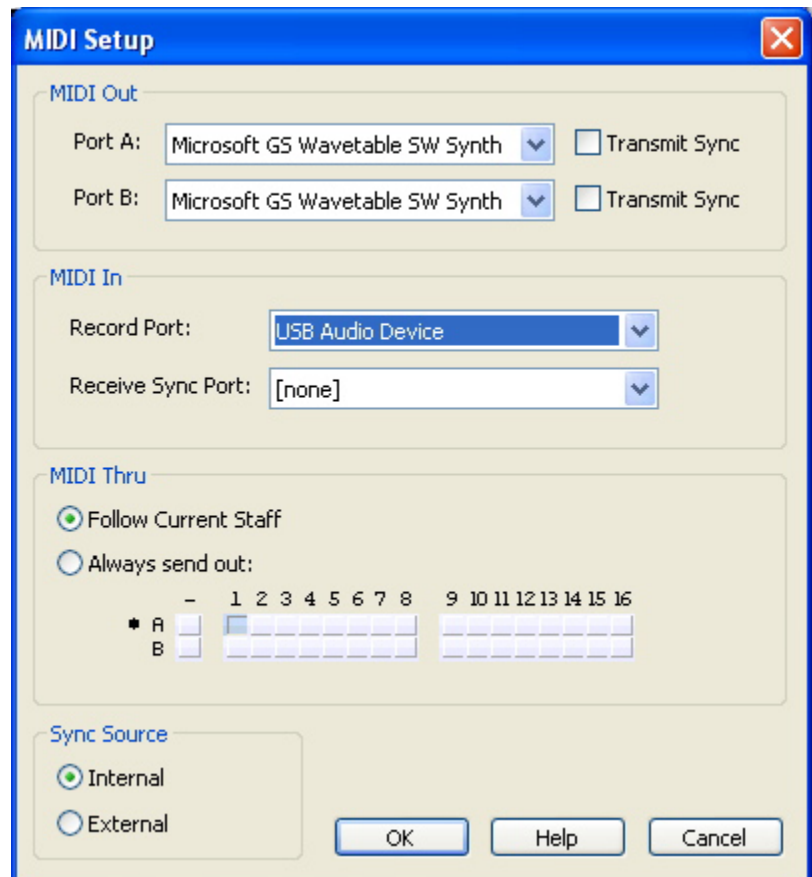 MIDI Setup
MIDI Out
Port A: Microsoft GS Wavetable SW Synth Transmit Sync
Port B: Microsoft GS Wavetable SW Synth Transmit Sync
MIDI In
Record Port: USB Audio Device
Receive Sync Port: [none]
MIDI Thru
Follow Current Staff
Always send out:
- 1 2 3 4 5 6 7 8 9 10 11 12 13 14 15 16
A
B
Sync Source
Internal
External
OK Help Cancel